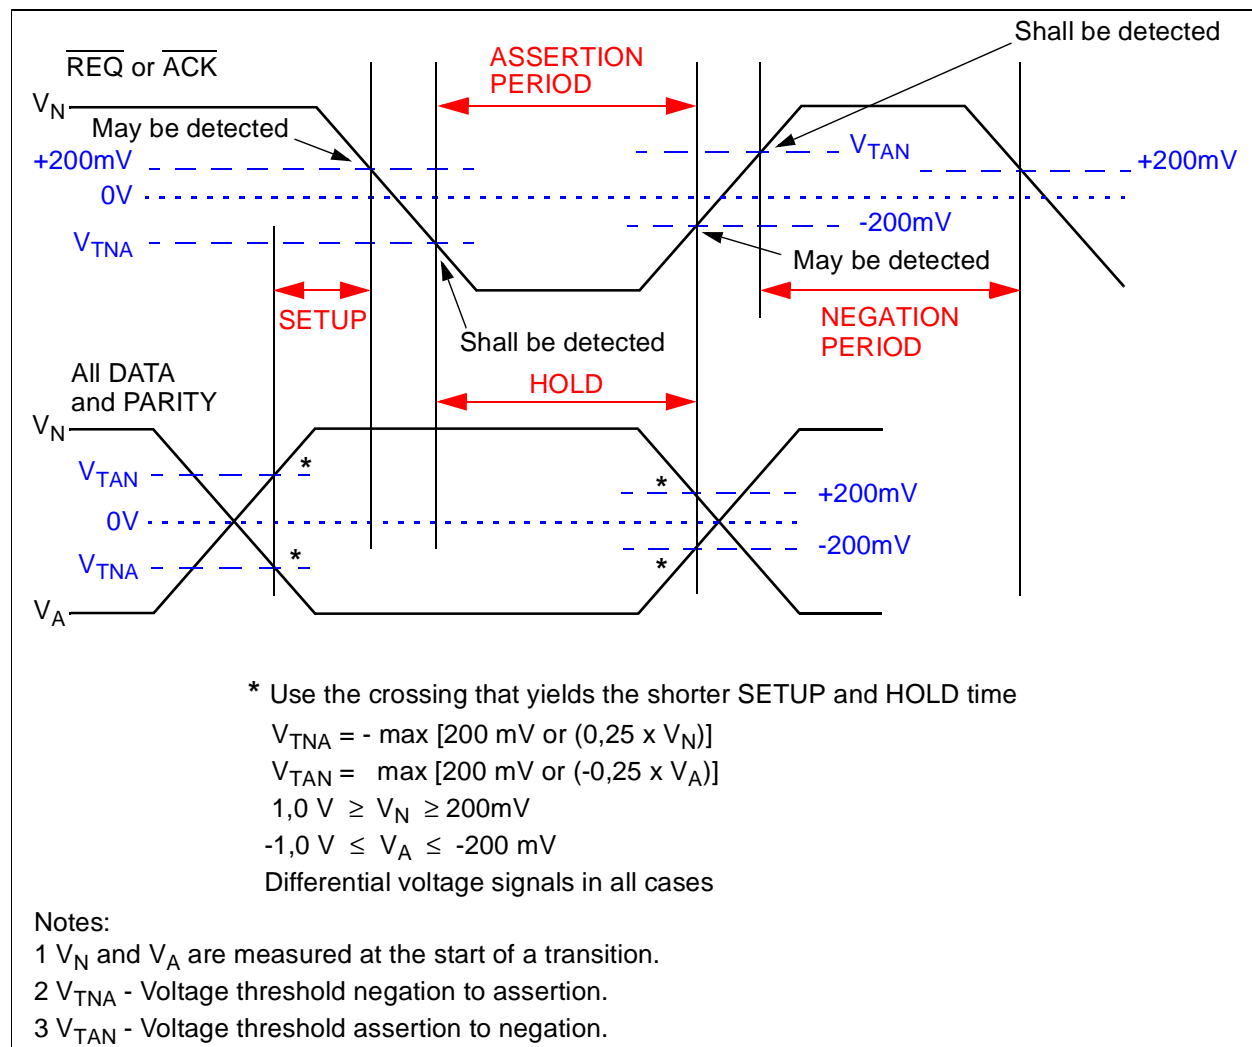 Shall be detected
REQ or ACK
ASSERTION
PERIOD
VN
May be detected
+200mV
VTAN
+200mV
0V
-200mV
VTNA
May be detected
SETUP
NEGATION
PERIOD
Shall be detected
All DATA
and PARITY
HOLD
VN
VTAN
*
*
+200mV
0V
-200mV
VTNA
*
*
VA
* Use the crossing that yields the shorter SETUP and HOLD time
VTNA = - max [200 mV or (0,25 x VN)]
VTAN = max [200 mV or (-0,25 x VA)]
1,0 V ≥ VN ≥ 200mV
-1,0 V ≤ VA ≤ -200 mV
Differential voltage signals in all cases
Notes:
1 VN and VA are measured at the start of a transition.
2 VTNA - Voltage threshold negation to assertion.
3 VTAN - Voltage threshold assertion to negation.